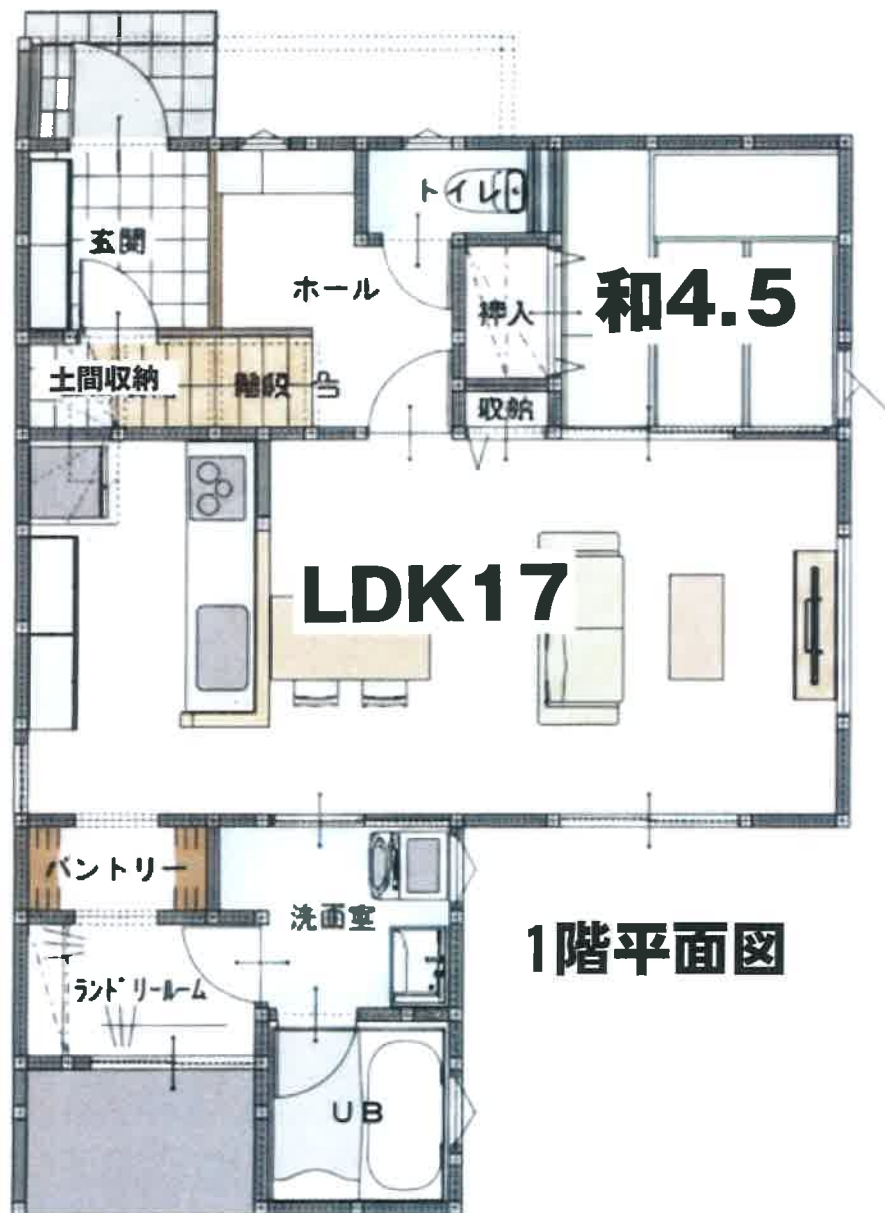 トイレ
玄関
ホール
押入
和4.5
土間収納
階段
UP
収納
LDK17
パントリー
洗面室
1階平面図
ランドリールーム
UB